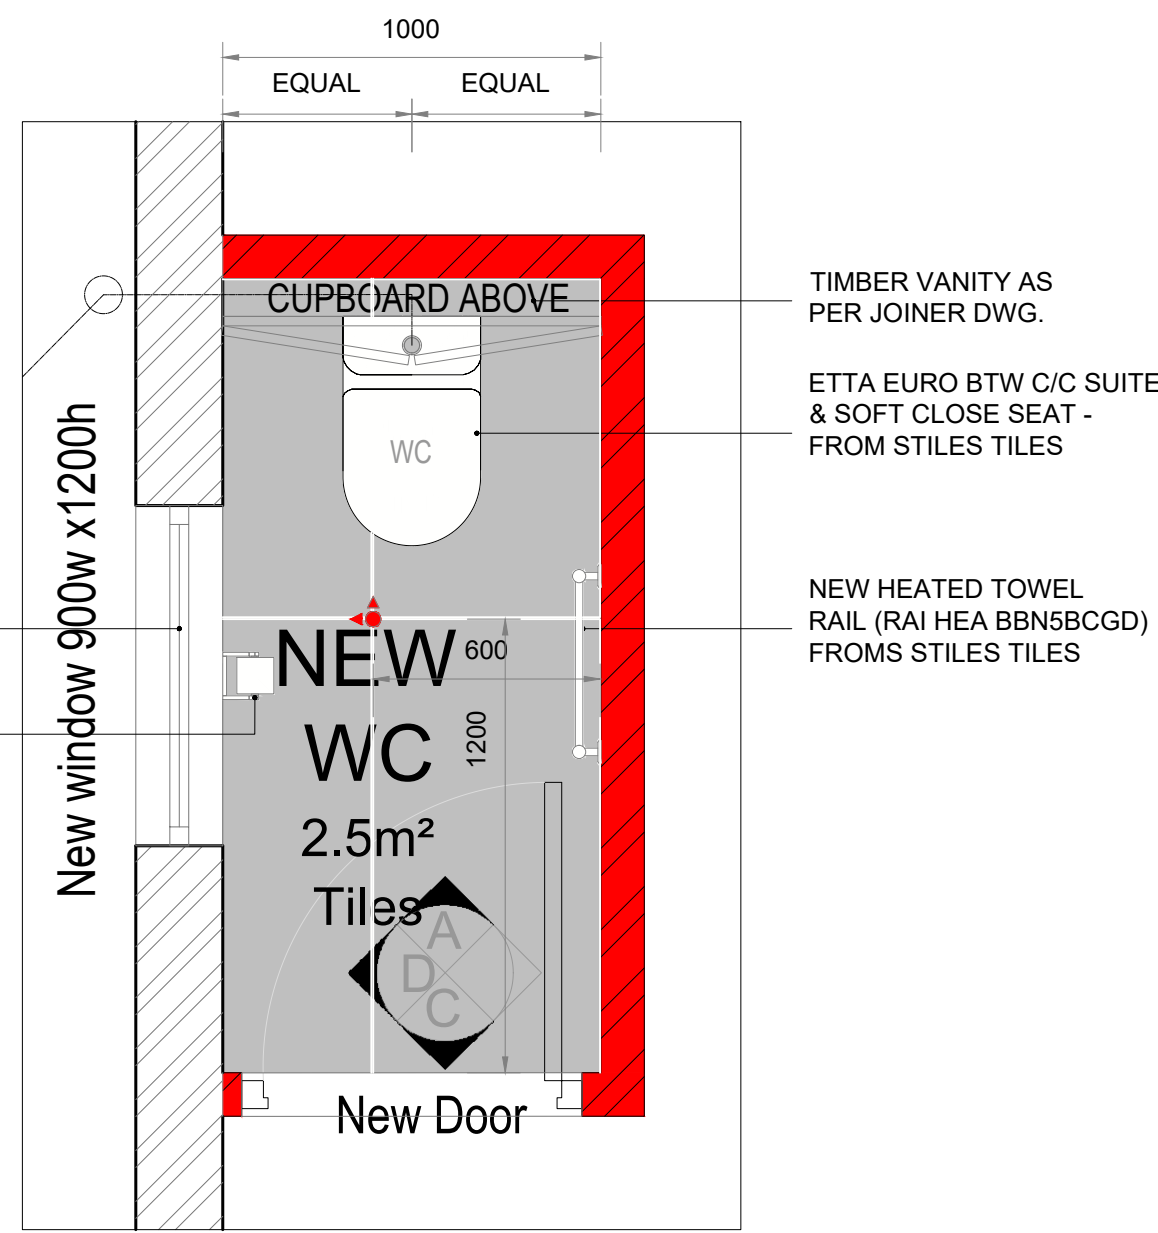 1000
EQUAL
EQUAL
CUPBOARD ABOVE
TIMBER VANITY AS
PER JOINER DWG.
ETTA EURO BTW C/C SUITE
& SOFT CLOSE SEAT -
FROM STILES TILES
WC
New window 900w x1200h
NEW HEATED TOWEL
RAIL (RAI HEA BBN5BCGD)
FROMS STILES TILES
NEW
WC
2.5m²
Tiles
600
1200
A
D
C
New Door